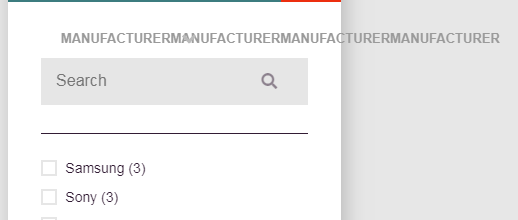 MANUFACTURERMANUFACTURERMANUFACTURERMANUFACTURER
Search
Samsung (3)
Sony (3)